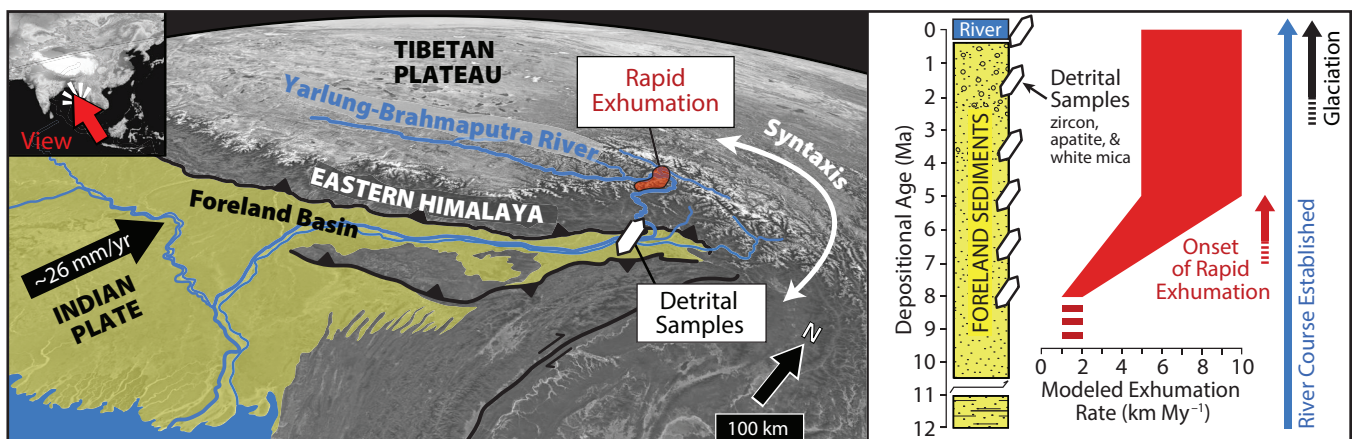 View
TIBETAN
PLATEAU
Yarlung-Brahmaputra River
Rapid
Exhumation
Syntaxis
EASTERN HIMALAYA
Foreland Basin
~26 mm/yr
INDIAN
PLATE
Detrital
Samples
N
100 km
Depositional Age (Ma)
0
1
2
3
4
5
6
7
8
9
10
11
12
River
FORELAND SEDIMENTS
Detrital
Samples
zircon,
apatite, &
white mica
Onset
of Rapid
Exhumation
0 2 4 6 8 10
Modeled Exhumation
Rate (km My⁻¹)
River Course Established
Glaciation